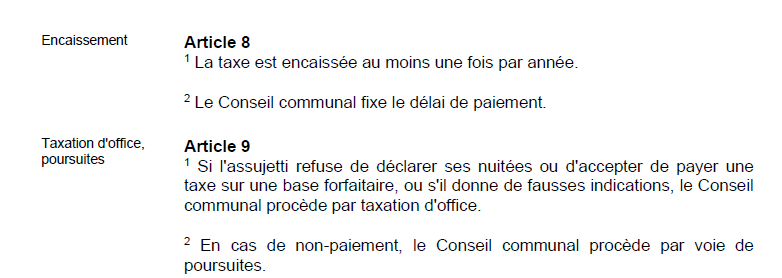 Encaissement
Article 8
¹ La taxe est encaissée au moins une fois par année.
² Le Conseil communal fixe le délai de paiement.
Taxation d'office,
poursuites
Article 9
¹ Si l'assujetti refuse de déclarer ses nuitées ou d'accepter de payer une
taxe sur une base forfaitaire, ou s'il donne de fausses indications, le Conseil
communal procède par taxation d'office.
² En cas de non-paiement, le Conseil communal procède par voie de
poursuites.